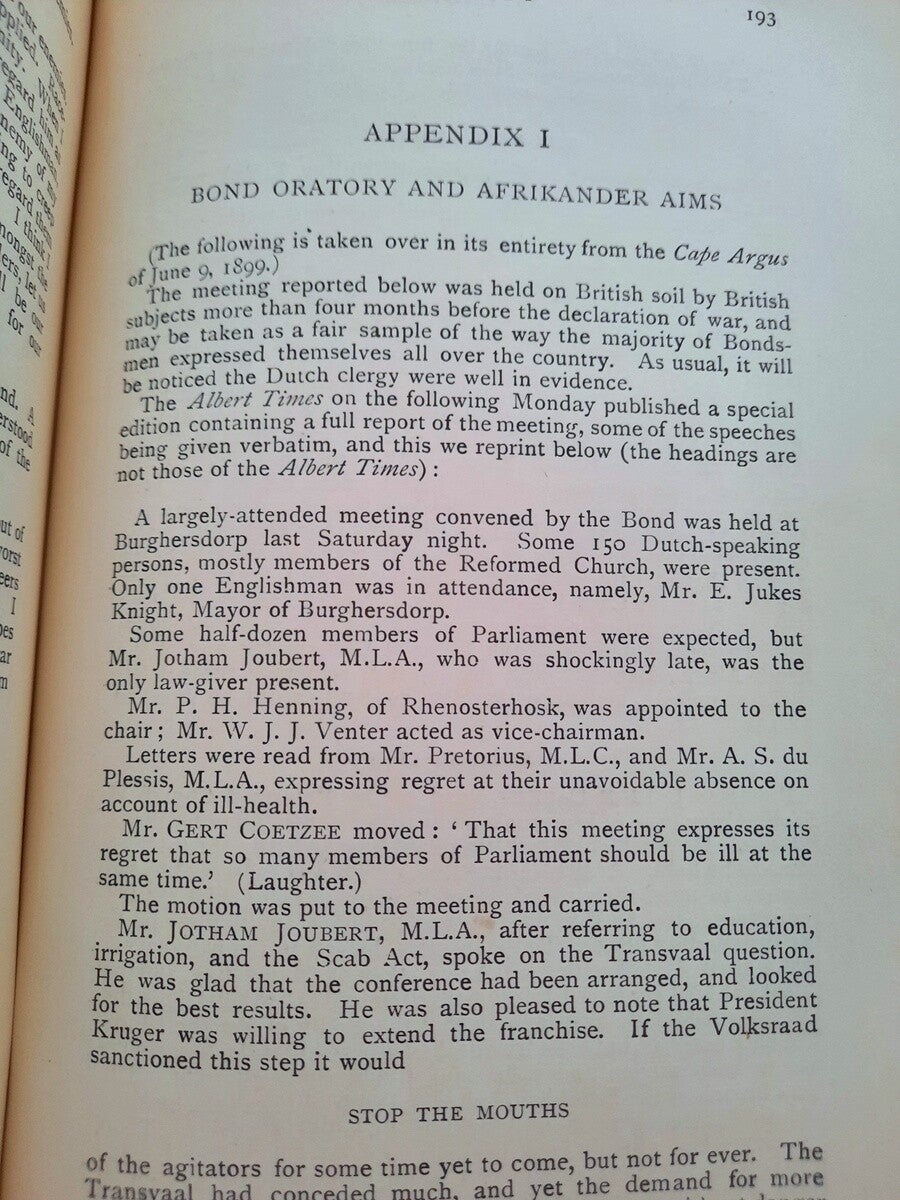 193
APPENDIX I
BOND ORATORY AND AFRIKANDER AIMS
(The following is taken over in its entirety from the Cape Argus
of June 9, 1899.)
The meeting reported below was held on British soil by British
subjects more than four months before the declaration of war, and
may be taken as a fair sample of the way the majority of Bonds-
men expressed themselves all over the country. As usual, it will
be noticed the Dutch clergy were well in evidence.
The Albert Times on the following Monday published a special
edition containing a full report of the meeting, some of the speeches
being given verbatim, and this we reprint below (the headings are
not those of the Albert Times) :
A largely-attended meeting convened by the Bond was held at
Burghersdorp last Saturday night. Some 150 Dutch-speaking
persons, mostly members of the Reformed Church, were present.
Only one Englishman was in attendance, namely, Mr. E. Jukes
Knight, Mayor of Burghersdorp.
Some half-dozen members of Parliament were expected, but
Mr. Jotham Joubert, M.L.A., who was shockingly late, was the
only law-giver present.
Mr. P. H. Henning, of Rhenosterhosk, was appointed to the
chair ; Mr. W. J. J. Venter acted as vice-chairman.
Letters were read from Mr. Pretorius, M.L.C., and Mr. A. S. du
Plessis, M.L.A., expressing regret at their unavoidable absence on
account of ill-health.
Mr. GERT COETZEE moved : ‘ That this meeting expresses its
regret that so many members of Parliament should be ill at the
same time.’ (Laughter.)
The motion was put to the meeting and carried.
Mr. JOTHAM JOUBERT, M.L.A., after referring to education,
irrigation, and the Scab Act, spoke on the Transvaal question.
He was glad that the conference had been arranged, and looked
for the best results. He was also pleased to note that President
Kruger was willing to extend the franchise. If the Volksraad
sanctioned this step it would
STOP THE MOUTHS
of the agitators for some time yet to come, but not for ever. The
Transvaal had conceded much, and yet the demand for more